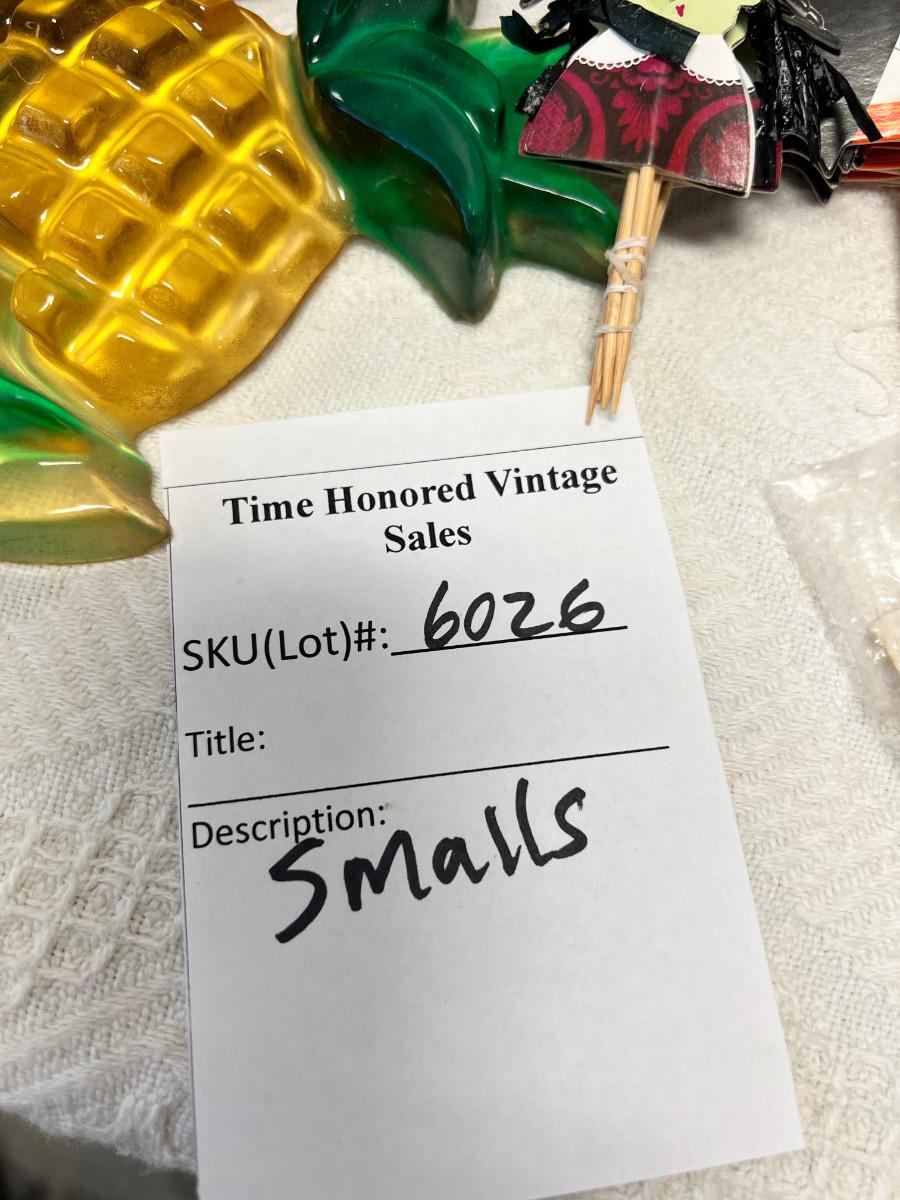 Time Honored Vintage
Sales
SKU(Lot)#: 6026
Title:
Description:
Smalls